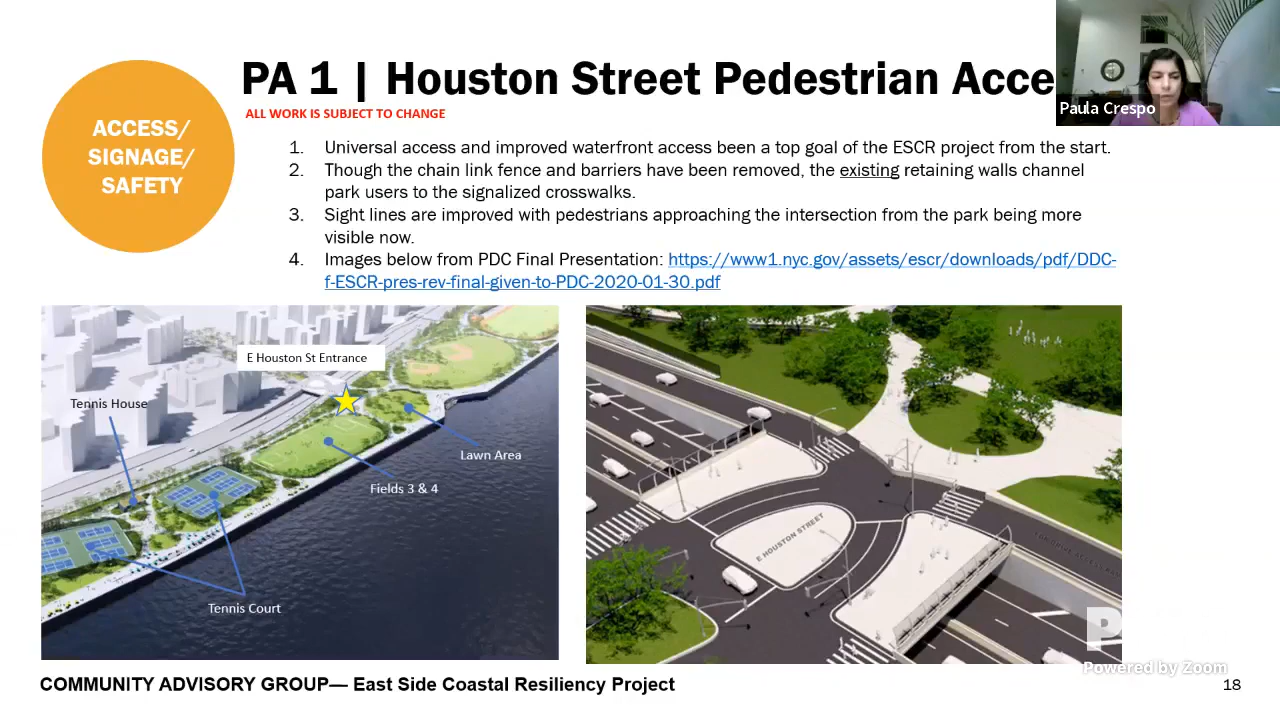 PA 1 | Houston Street Pedestrian Acce
Paula Crespo
ALL WORK IS SUBJECT TO CHANGE
ACCESS/
SIGNAGE/
SAFETY
1. Universal access and improved waterfront access been a top goal of the ESCR project from the start.
2. Though the chain link fence and barriers have been removed, the existing retaining walls channel
park users to the signalized crosswalks.
3. Sight lines are improved with pedestrians approaching the intersection from the park being more
visible now.
4. Images below from PDC Final Presentation: https://www1.nyc.gov/assets/escr/downloads/pdf/DDC-
f-ESCR-pres-rev-final-given-to-PDC-2020-01-30.pdf
E Houston St Entrance
Tennis House
Lawn Area
Fields 3 & 4
Tennis Court
E HOUSTON STREET
P
Powered by Zoom
COMMUNITY ADVISORY GROUP— East Side Coastal Resiliency Project
18